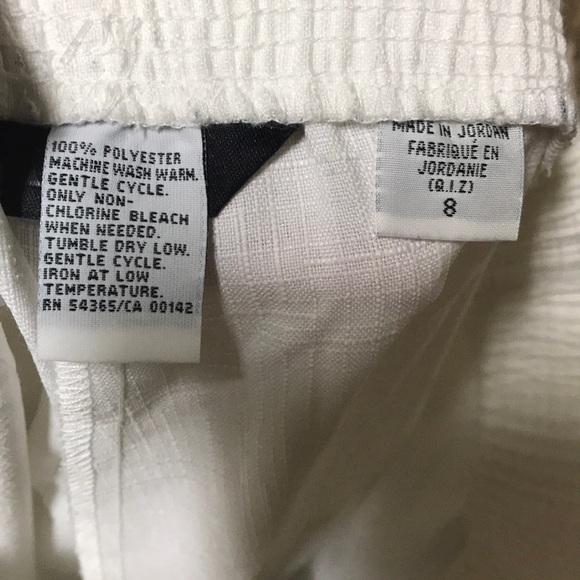 100% POLYESTER
MACHINE WASH WARM.
GENTLE CYCLE.
ONLY NON-
CHLORINE BLEACH
WHEN NEEDED.
TUMBLE DRY LOW.
GENTLE CYCLE.
IRON AT LOW
TEMPERATURE.
RN 54365/CA 00142
MADE IN JORDAN
FABRIQUÉ EN
JORDANIE
(Q.I.Z)
8